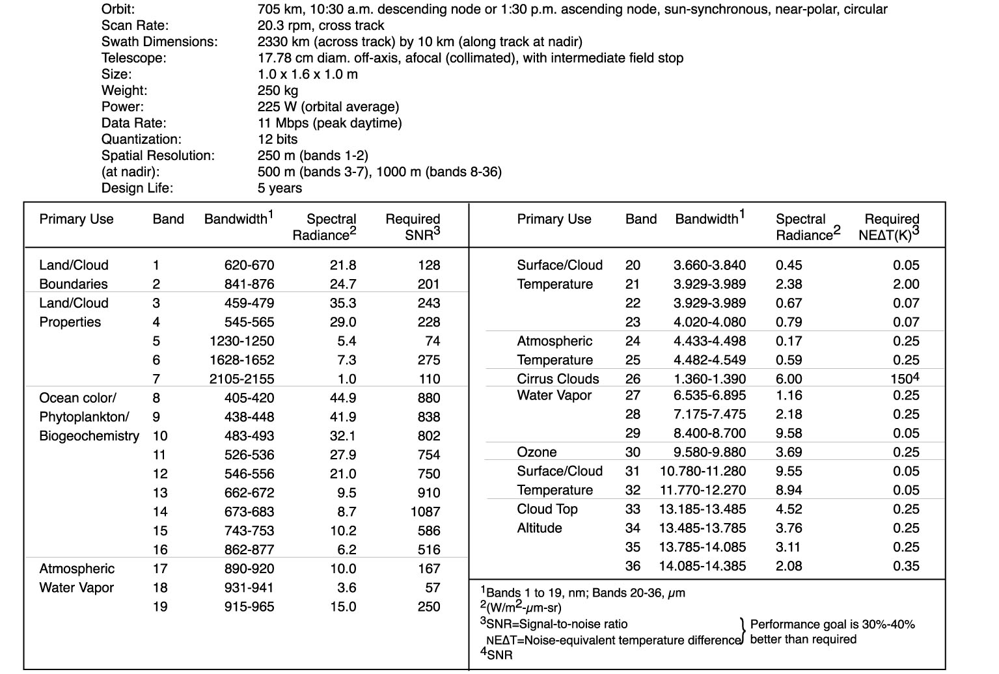 Orbit: 705 km, 10:30 a.m. descending node or 1:30 p.m. ascending node, sun-synchronous, near-polar, circular
Scan Rate: 20.3 rpm, cross track
Swath Dimensions: 2330 km (across track) by 10 km (along track at nadir)
Telescope: 17.78 cm diam. off-axis, afocal (collimated), with intermediate field stop
Size: 1.0 x 1.6 x 1.0 m
Weight: 250 kg
Power: 225 W (orbital average)
Data Rate: 11 Mbps (peak daytime)
Quantization: 12 bits
Spatial Resolution: 250 m (bands 1-2)
(at nadir): 500 m (bands 3-7), 1000 m (bands 8-36)
Design Life: 5 years
Primary Use Band Bandwidth¹ Spectral Required
Radiance² SNR³
Land/Cloud 1 620-670 21.8 128
Boundaries 2 841-876 24.7 201
Land/Cloud 3 459-479 35.3 243
Properties 4 545-565 29.0 228
5 1230-1250 5.4 74
6 1628-1652 7.3 275
7 2105-2155 1.0 110
Ocean color/ 8 405-420 44.9 880
Phytoplankton/ 9 438-448 41.9 838
Biogeochemistry 10 483-493 32.1 802
11 526-536 27.9 754
12 546-556 21.0 750
13 662-672 9.5 910
14 673-683 8.7 1087
15 743-753 10.2 586
16 862-877 6.2 516
Atmospheric 17 890-920 10.0 167
Water Vapor 18 931-941 3.6 57
19 915-965 15.0 250
Primary Use Band Bandwidth¹ Spectral Required
Radiance² NEΔT(K)³
Surface/Cloud 20 3.660-3.840 0.45 0.05
Temperature 21 3.929-3.989 2.38 2.00
22 3.929-3.989 0.67 0.07
23 4.020-4.080 0.79 0.07
Atmospheric 24 4.433-4.498 0.17 0.25
Temperature 25 4.482-4.549 0.59 0.25
Cirrus Clouds 26 1.360-1.390 6.00 150⁴
Water Vapor 27 6.535-6.895 1.16 0.25
28 7.175-7.475 2.18 0.25
29 8.400-8.700 9.58 0.05
Ozone 30 9.580-9.880 3.69 0.25
Surface/Cloud 31 10.780-11.280 9.55 0.05
Temperature 32 11.770-12.270 8.94 0.05
Cloud Top 33 13.185-13.485 4.52 0.25
Altitude 34 13.485-13.785 3.76 0.25
35 13.785-14.085 3.11 0.25
36 14.085-14.385 2.08 0.35
¹Bands 1 to 19, nm; Bands 20-36, µm
²(W/m²-µm-sr)
³SNR=Signal-to-noise ratio
NEΔT=Noise-equivalent temperature difference
} Performance goal is 30%-40%
better than required
⁴SNR